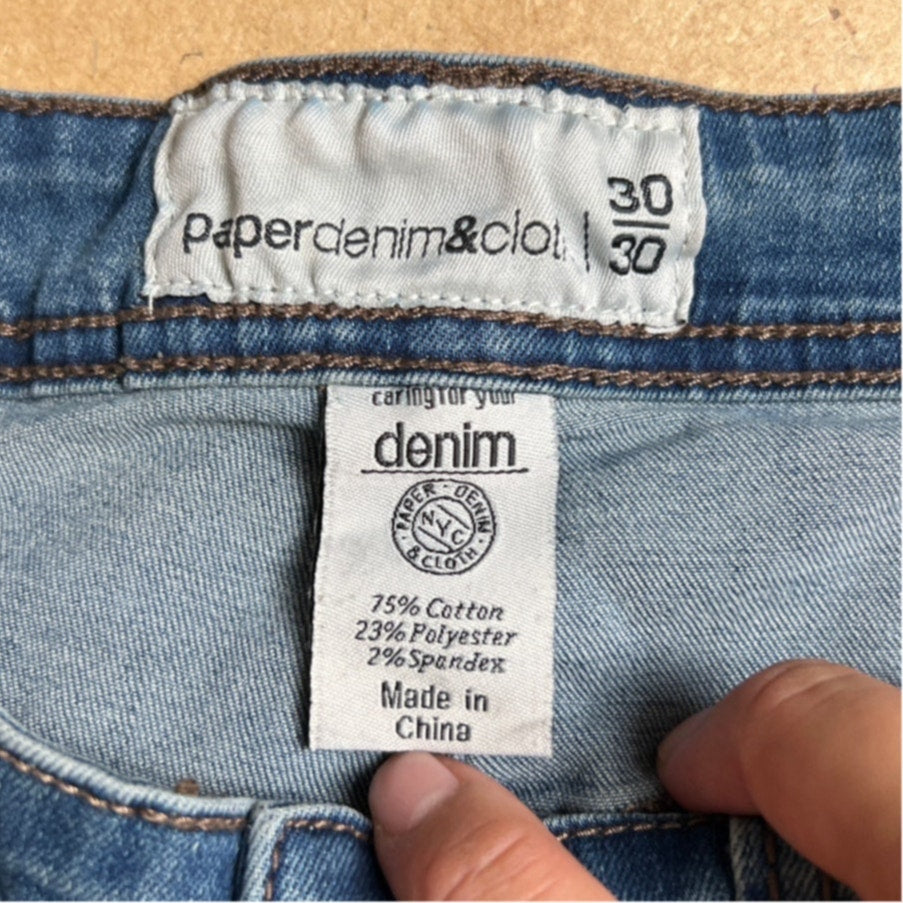 paperdenim&clot
30
30
caring for your
denim
PAPER · DENIM
NYC
& CLOTH
75% Cotton
23% Polyester
2% Spandex
Made in
China